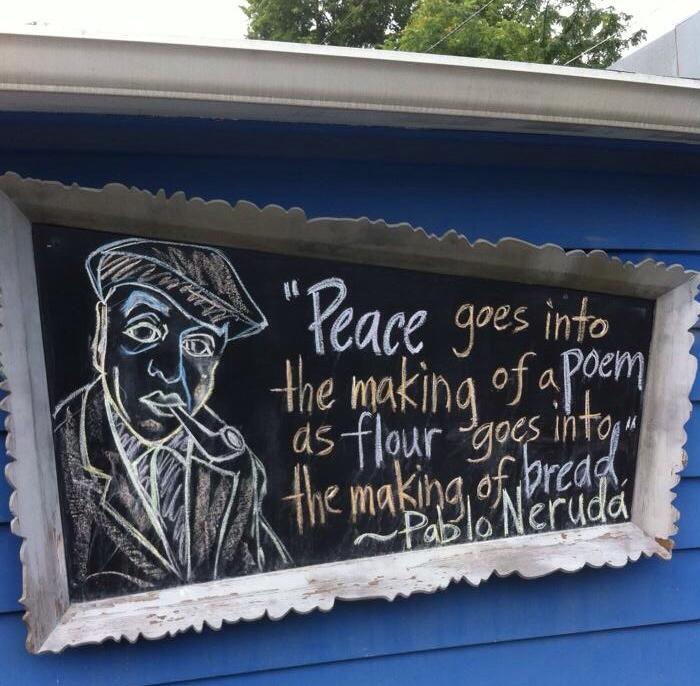 "Peace goes into
the making of a poem
as flour goes into
the making of bread"
~Pablo Nerudá